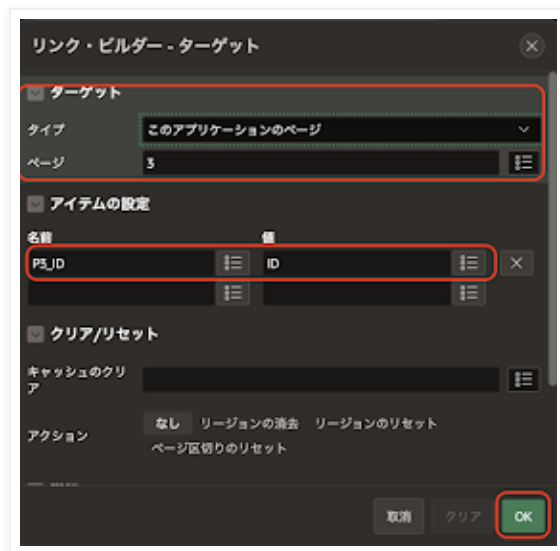 リンク・ビルダー - ターゲット
ターゲット
タイプ このアプリケーションのページ
ページ 3
アイテムの設定
名前 値
P3_ID ID
クリア/リセット
キャッシュのクリ
ア
アクション なし リージョンの消去 リージョンのリセット
ページ区切りのリセット
取消 クリア OK